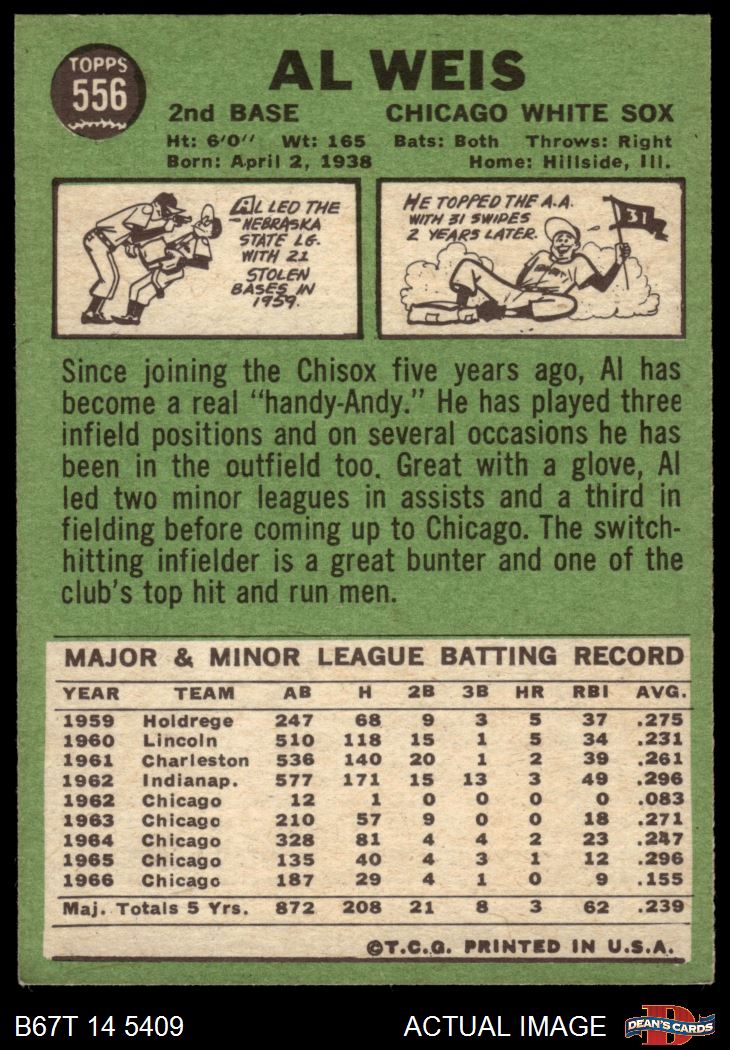 TOPPS
556
AL WEIS
2nd BASE CHICAGO WHITE SOX
Ht: 6'0" Wt: 165 Bats: Both Throws: Right
Born: April 2, 1938 Home: Hillside, Ill.
AL LED THE
NEBRASKA
STATE LG.
WITH 21
STOLEN
BASES IN
1959.
HE TOPPED THE A.A.
WITH 31 SWIPES
2 YEARS LATER.
31
Since joining the Chisox five years ago, Al has
become a real "handy-Andy." He has played three
infield positions and on several occasions he has
been in the outfield too. Great with a glove, Al
led two minor leagues in assists and a third in
fielding before coming up to Chicago. The switch-
hitting infielder is a great bunter and one of the
club's top hit and run men.
MAJOR & MINOR LEAGUE BATTING RECORD
YEAR TEAM AB H 2B 3B HR RBI AVG.
1959 Holdrege 247 68 9 3 5 37 .275
1960 Lincoln 510 118 15 1 5 34 .231
1961 Charleston 536 140 20 1 2 39 .261
1962 Indianap. 577 171 15 13 3 49 .296
1962 Chicago 12 1 0 0 0 0 .083
1963 Chicago 210 57 9 0 0 18 .271
1964 Chicago 328 81 4 4 2 23 .247
1965 Chicago 135 40 4 3 1 12 .296
1966 Chicago 187 29 4 1 0 9 .155
Maj. Totals 5 Yrs. 872 208 21 8 3 62 .239
©T.C.G. PRINTED IN U.S.A.
B67T 14 5409 ACTUAL IMAGE
D
DEAN'S CARDS